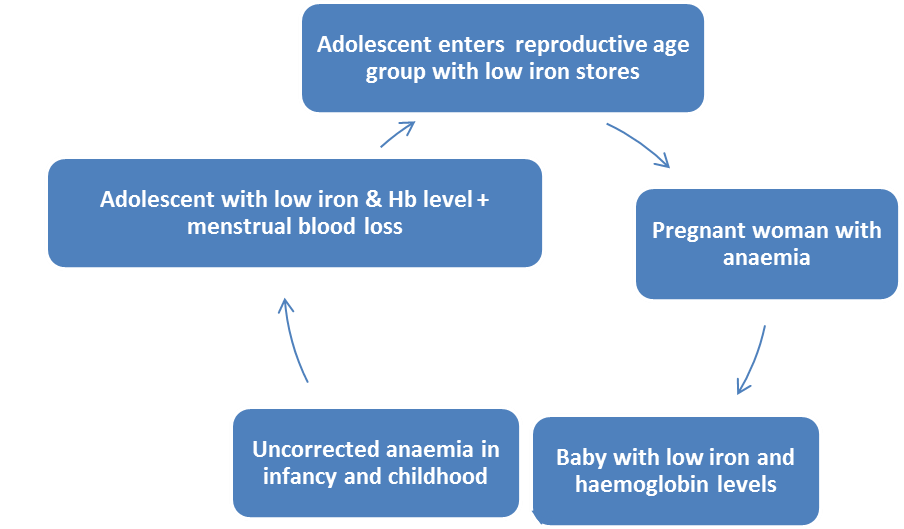 Adolescent enters reproductive age
group with low iron stores
Pregnant woman with
anaemia
Baby with low iron and
haemoglobin levels
Uncorrected anaemia in
infancy and childhood
Adolescent with low iron & Hb level +
menstrual blood loss